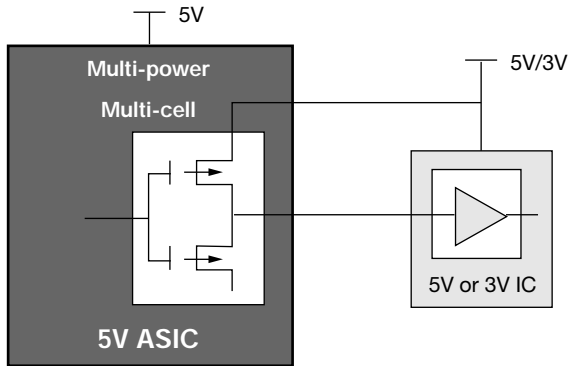 5V
Multi-power
5V/3V
Multi-cell
5V or 3V IC
5V ASIC